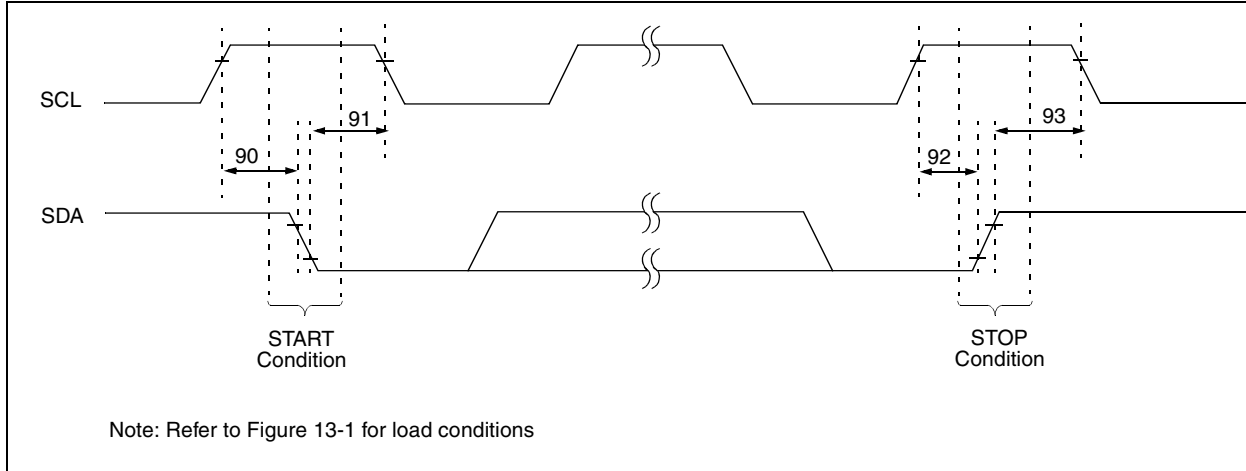 SCL
91
93
90
92
SDA
START
Condition
STOP
Condition
Note: Refer to Figure 13-1 for load conditions